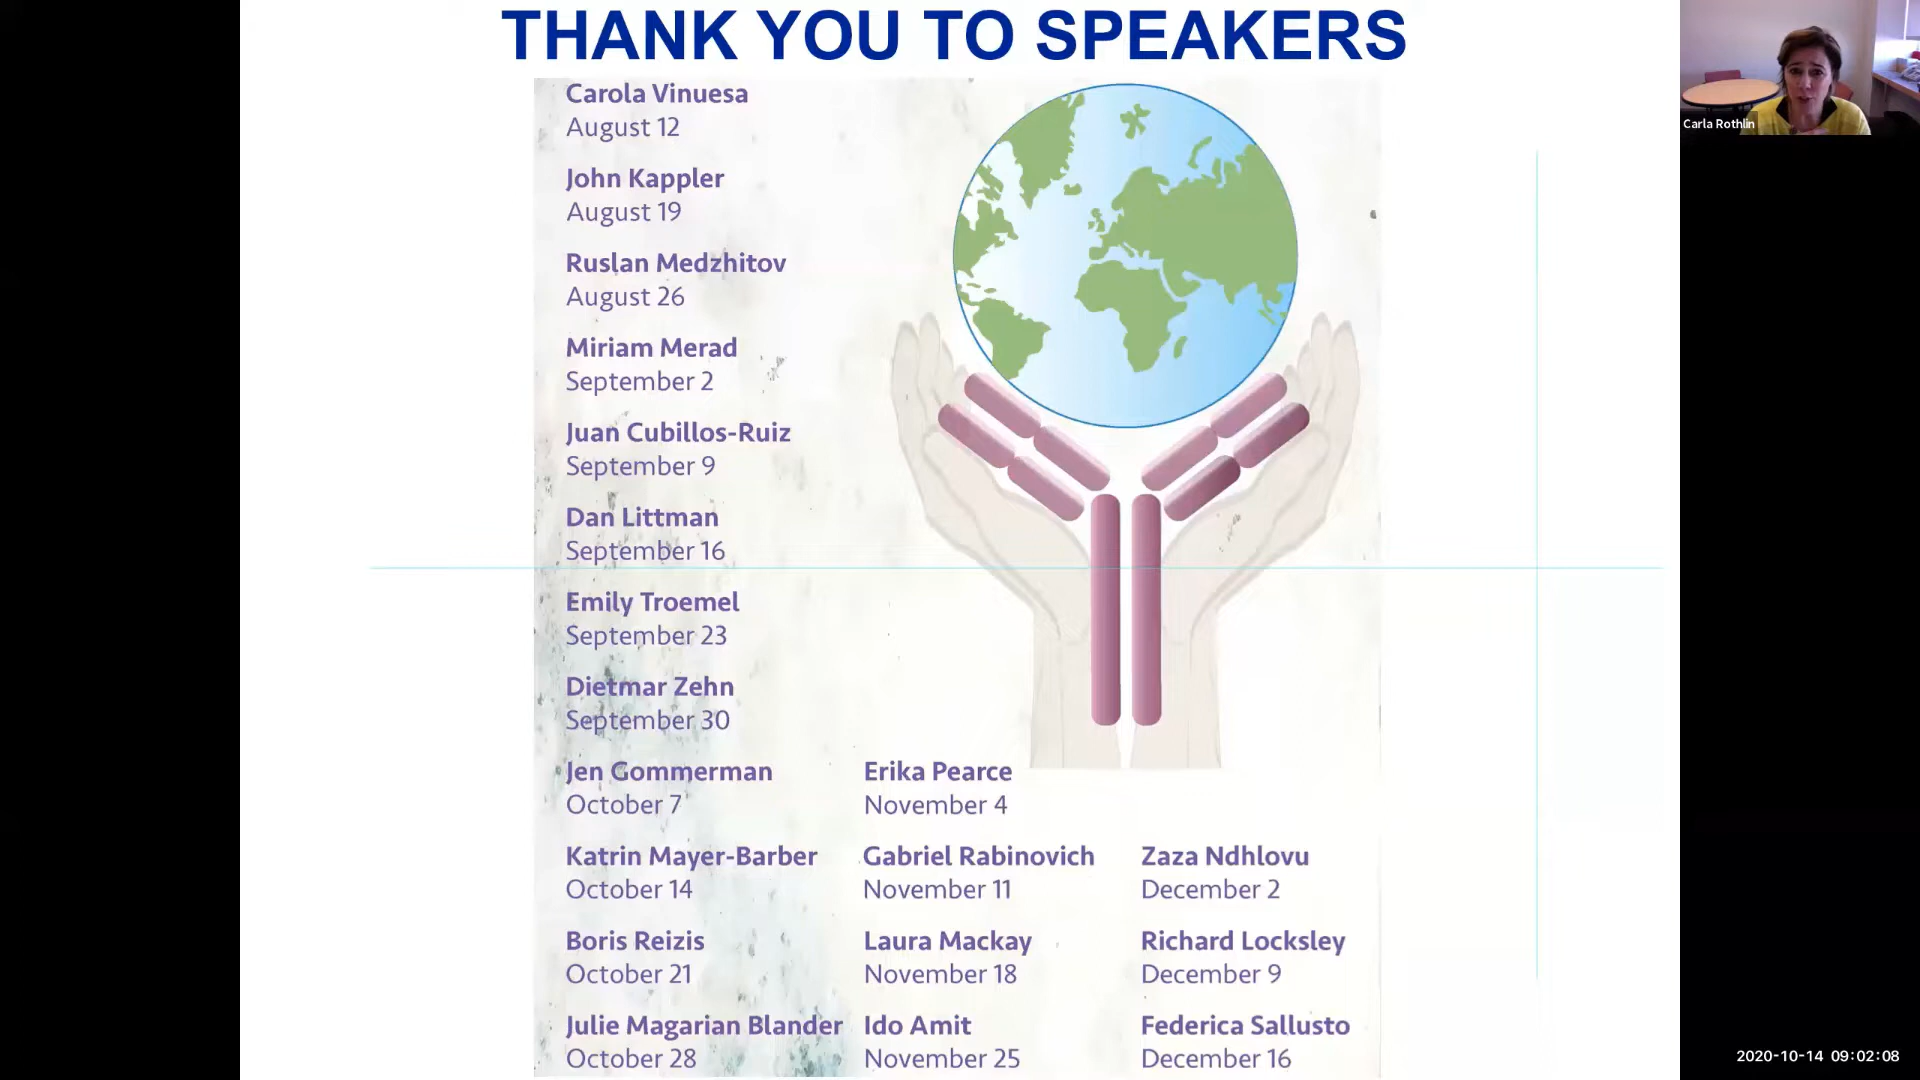 THANK YOU TO SPEAKERS
Carola Vinuesa
August 12
John Kappler
August 19
Ruslan Medzhitov
August 26
Miriam Merad
September 2
Juan Cubillos-Ruiz
September 9
Dan Littman
September 16
Emily Troemel
September 23
Dietmar Zehn
September 30
Jen Gommerman
October 7
Katrin Mayer-Barber
October 14
Boris Reizis
October 21
Julie Magarian Blander
October 28
Erika Pearce
November 4
Gabriel Rabinovich
November 11
Laura Mackay
November 18
Ido Amit
November 25
Zaza Ndhlovu
December 2
Richard Locksley
December 9
Federica Sallusto
December 16
Carla Rothlin
2020-10-14 09:02:08